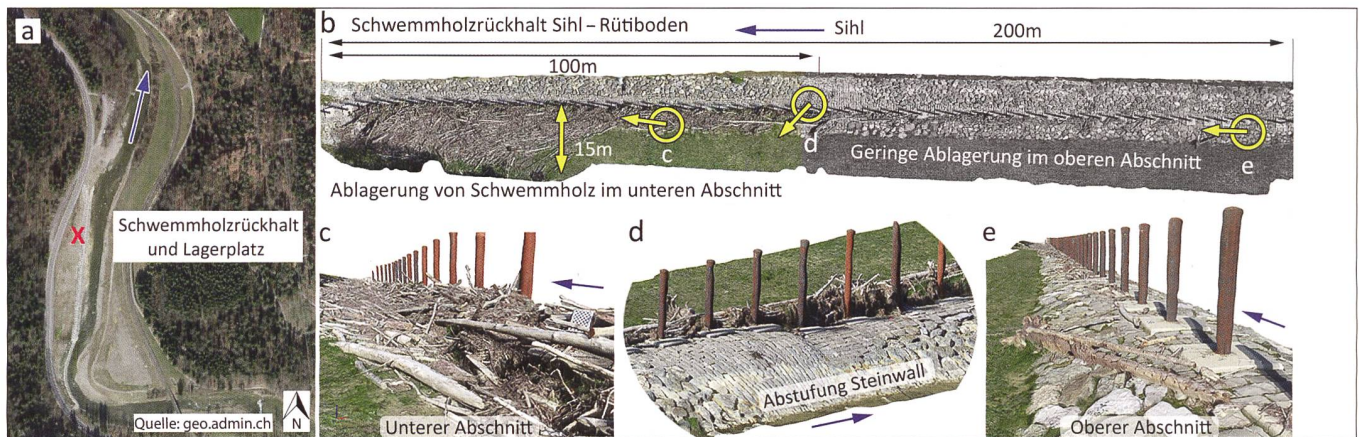 a
Schwemmholzrückhalt
und Lagerplatz
X
Quelle: geo.admin.ch
N
b
Schwemmholzrückhalt Sihl – Rütiboden
Sihl
200m
100m
15m
c
d
e
Geringe Ablagerung im oberen Abschnitt
Ablagerung von Schwemmholz im unteren Abschnitt
c
Unterer Abschnitt
d
Abstufung Steinwall
e
Oberer Abschnitt